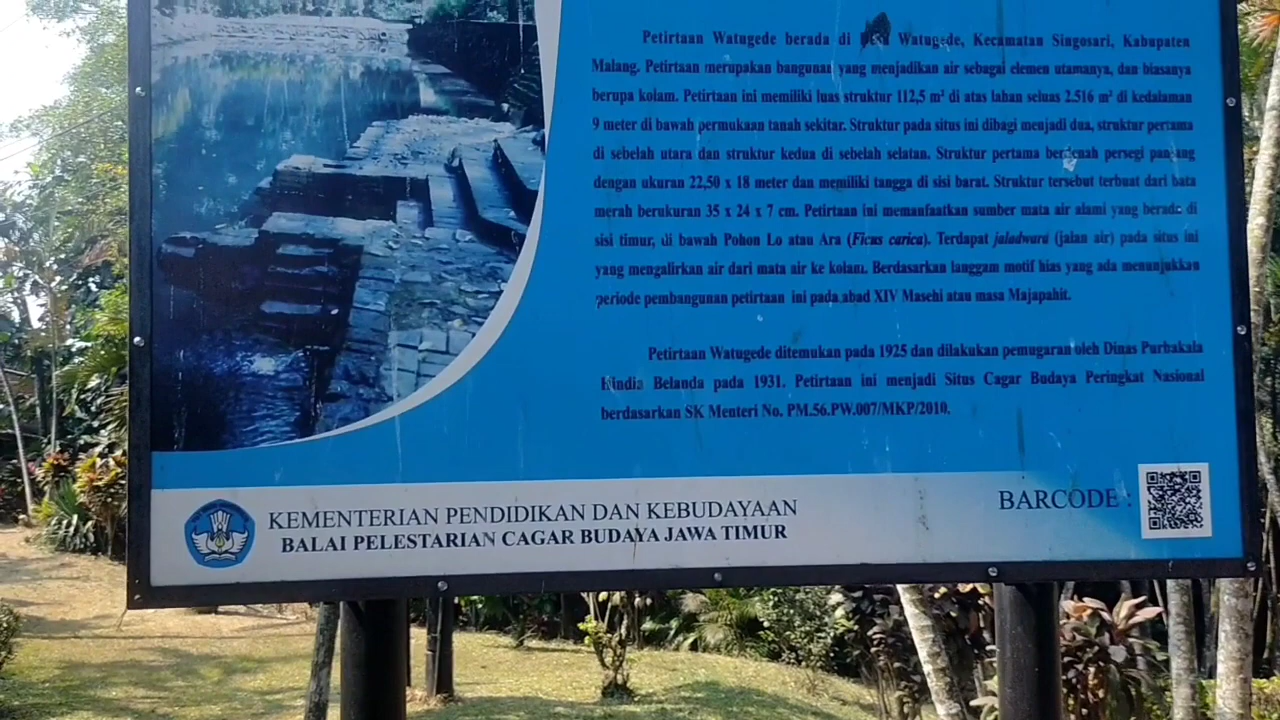 Petirtaan Watugede berada di Desa Watugede, Kecamatan Singosari, Kabupaten
Malang. Petirtaan merupakan bangunan yang menjadikan air sebagai elemen utamanya, dan biasanya
berupa kolam. Petirtaan ini memiliki luas struktur 112,5 m² di atas lahan seluas 2.516 m² di kedalaman
9 meter di bawah permukaan tanah sekitar. Struktur pada situs ini dibagi menjadi dua, struktur pertama
di sebelah utara dan struktur kedua di sebelah selatan. Struktur pertama berdenah persegi panjang
dengan ukuran 22,50 x 18 meter dan memiliki tangga di sisi barat. Struktur tersebut terbuat dari bata
merah berukuran 35 x 24 x 7 cm. Petirtaan ini memanfaatkan sumber mata air alami yang berada di
sisi timur, di bawah Pohon Lo atau Ara (Ficus carica). Terdapat jaladwara (jalan air) pada situs ini
yang mengalirkan air dari mata air ke kolam. Berdasarkan langgam motif hias yang ada menunjukkan
periode pembangunan petirtaan ini pada abad XIV Masehi atau masa Majapahit.
Petirtaan Watugede ditemukan pada 1925 dan dilakukan pemugaran oleh Dinas Purbakala
Hindia Belanda pada 1931. Petirtaan ini menjadi Situs Cagar Budaya Peringkat Nasional
berdasarkan SK Menteri No. PM.56.PW.007/MKP/2010.
KEMENTERIAN PENDIDIKAN DAN KEBUDAYAAN
BALAI PELESTARIAN CAGAR BUDAYA JAWA TIMUR
BARCODE :